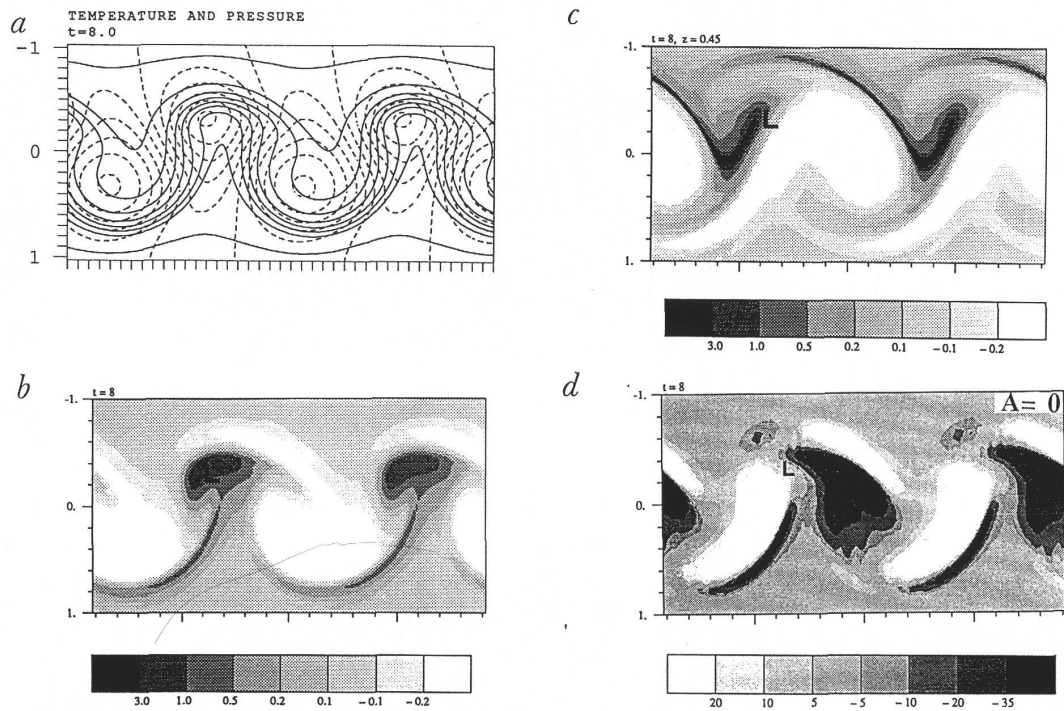 a
TEMPERATURE AND PRESSURE
t=8.0
-1
0
1
c
t = 8, z = 0.45
-1.
0.
1.
L
3.0 1.0 0.5 0.2 0.1 -0.1 -0.2
b
t = 8
-1.
0.
1.
L
3.0 1.0 0.5 0.2 0.1 -0.1 -0.2
d
t = 8
A= 0
-1.
0.
1.
L
20 10 5 -5 -10 -20 -35